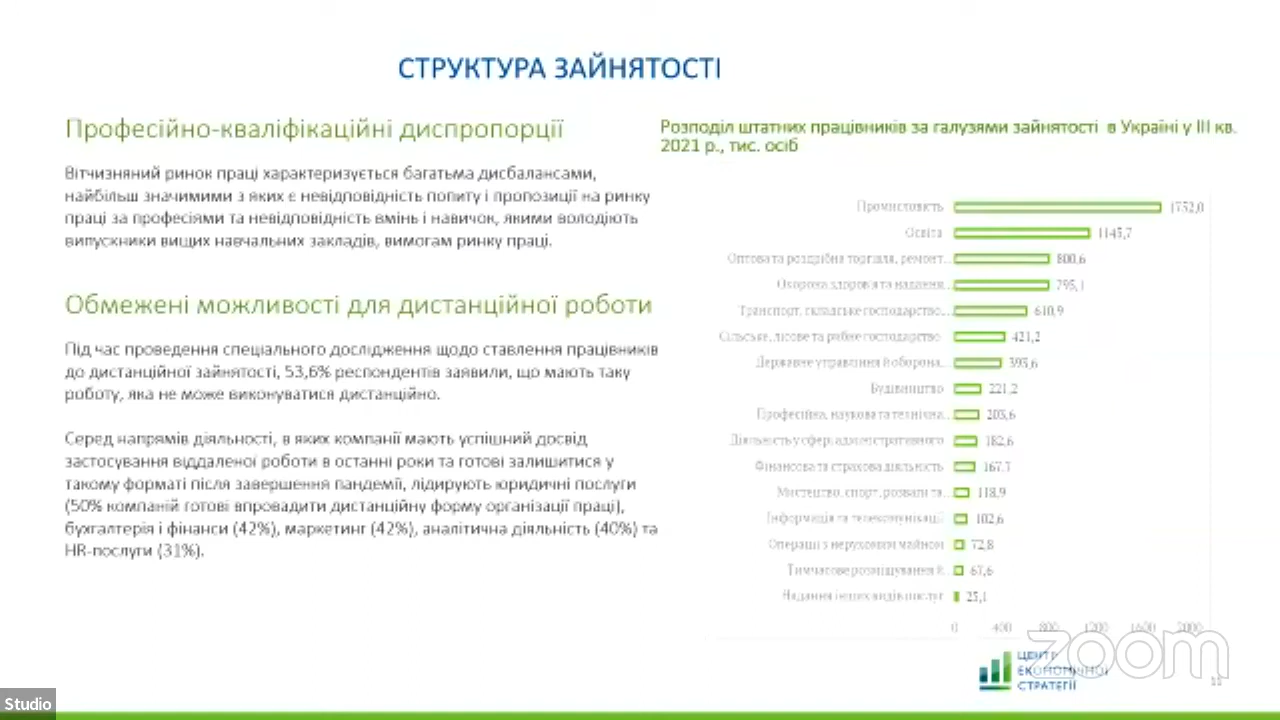 СТРУКТУРА ЗАЙНЯТОСТІ
Професійно-кваліфікаційні диспропорції
Вітчизняний ринок праці характеризується багатьма дисбалансами,
найбільш значимими з яких є невідповідність попиту і пропозиції на ринку
праці за професіями та невідповідність вмінь і навичок, якими володіють
випускники вищих навчальних закладів, вимогам ринку праці.
Обмежені можливості для дистанційної роботи
Під час проведення спеціального дослідження щодо ставлення працівників
до дистанційної зайнятості, 53,6% респондентів заявили, що мають таку
роботу, яка не може виконуватися дистанційно.
Серед напрямів діяльності, в яких компанії мають успішний досвід
застосування віддаленої роботи в останні роки та готові залишитися у
такому форматі після завершення пандемії, лідирують юридичні послуги
(50% компаній готові впровадити дистанційну форму організації праці),
бухгалтерія і фінанси (42%), маркетинг (42%), аналітична діяльність (40%) та
HR-послуги (31%).
Розподіл штатних працівників за галузями зайнятості в Україні у III кв.
2021 р., тис. осіб
Промисловість 1752,0
Освіта 1145,7
Оптова та роздрібна торгівля, ремонт… 800,6
Охорона здоров'я та надання… 795,1
Транспорт, складське господарство,… 610,9
Сільське, лісове та рибне господарство 421,2
Державне управління й оборона… 393,6
Будівництво 221,2
Професійна, наукова та технічна… 203,6
Діяльність у сфері адміністративного 182,6
Фінансова та страхова діяльність 167,7
Мистецтво, спорт, розваги та… 118,9
Інформація та телекомунікації 102,6
Операції з нерухомим майном 72,8
Тимчасове розміщування й… 67,6
Надання інших видів послуг 25,1
0 400 800 1200 1600 2000
ЦЕНТР
ЕКОНОМІЧНОЇ
СТРАТЕГІЇ
zoom
Studio